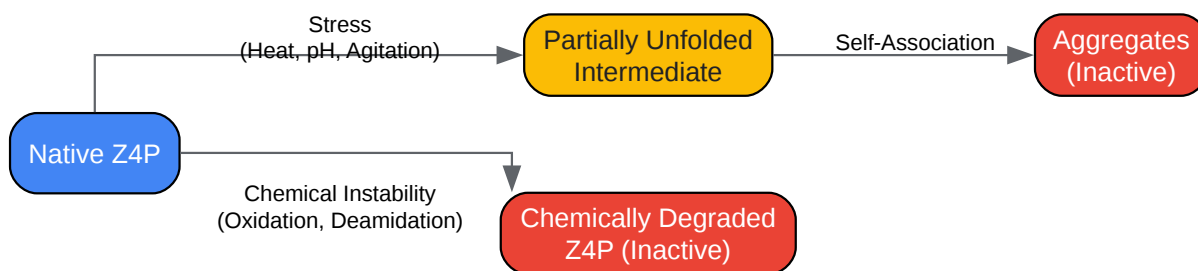 Stress
(Heat, pH, Agitation)
Partially Unfolded
Intermediate
Self-Association
Aggregates
(Inactive)
Native Z4P
Chemical Instability
(Oxidation, Deamidation)
Chemically Degraded
Z4P (Inactive)